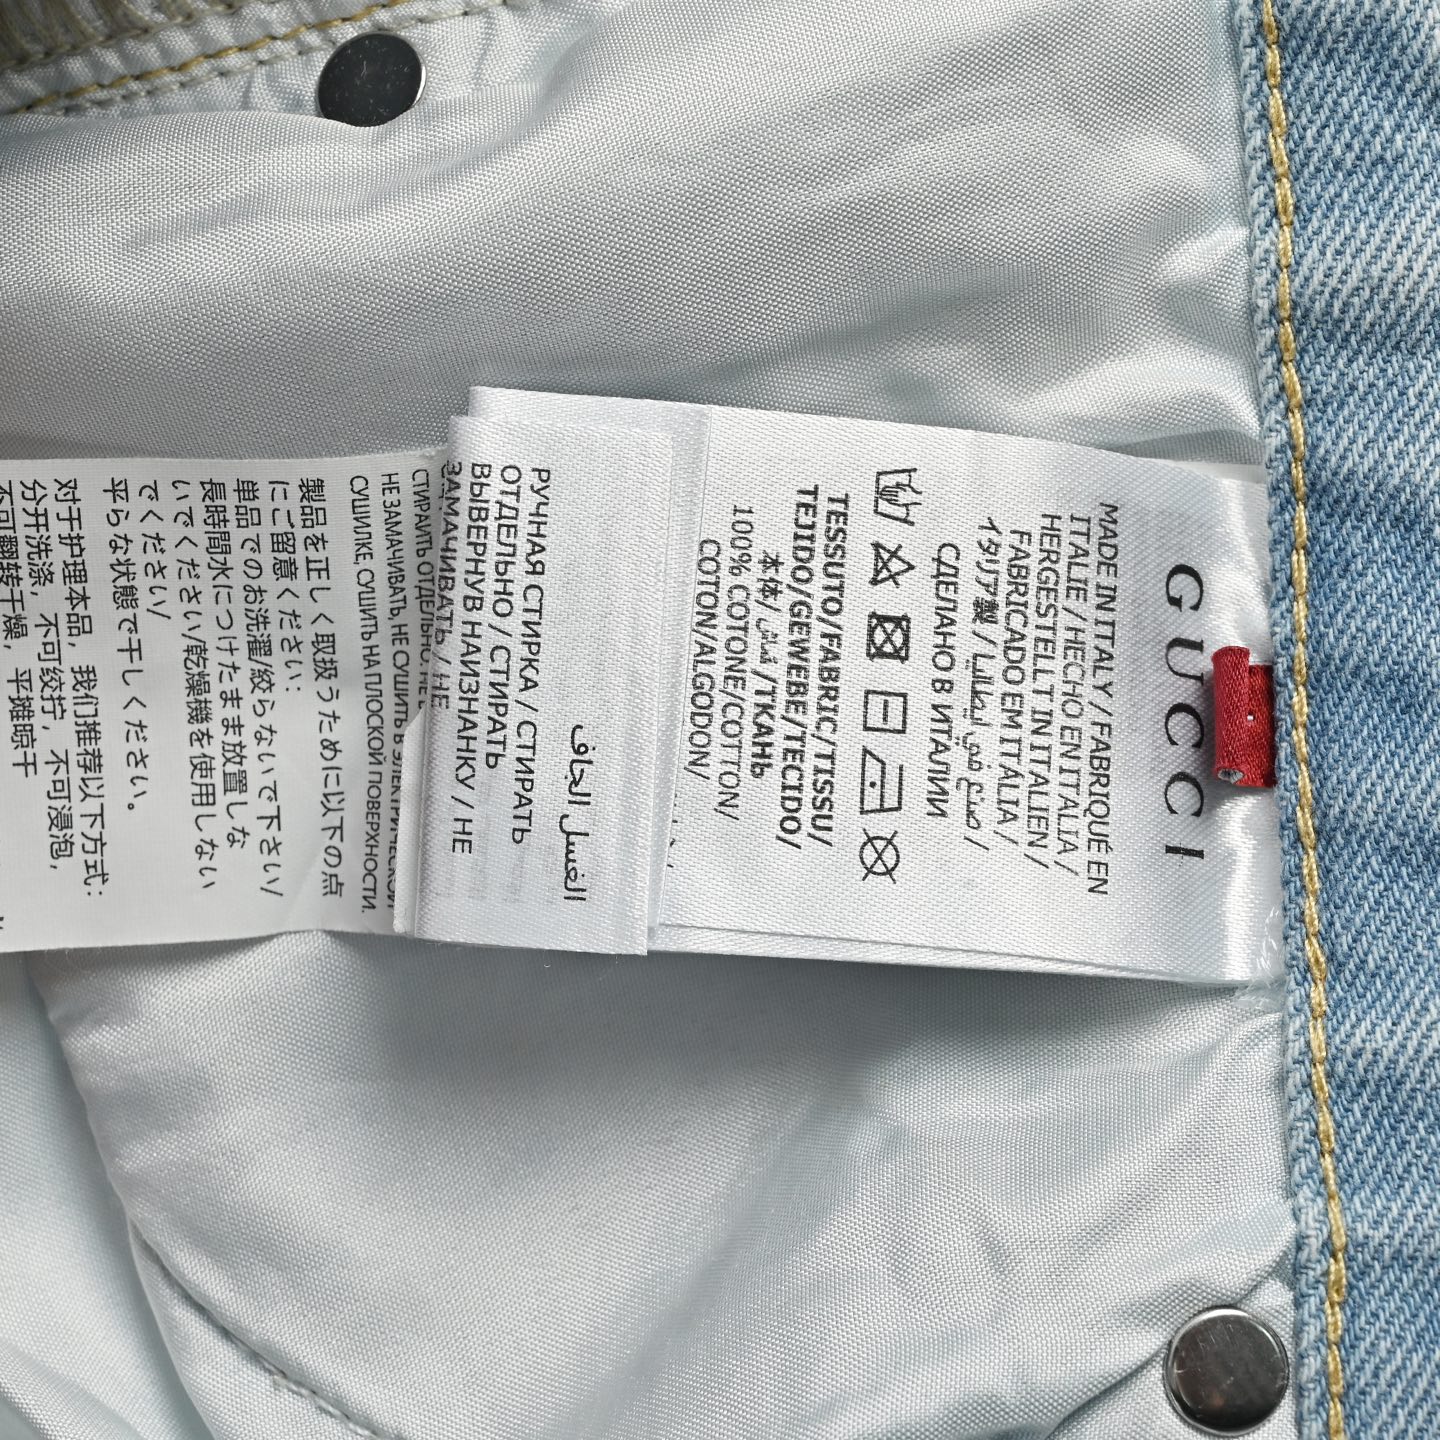 GUCCI
MADE IN ITALY / FABRIQUÉ EN
ITALIE / HECHO EN ITALIA /
HERGESTELLT IN ITALIEN /
FABRICADO EM ITÁLIA /
イタリア製 / صنع في إيطاليا /
СДЕЛАНО В ИТАЛИИ
TESSUTO/FABRIC/TISSU/
TEJIDO/GEWEBE/TECIDO/
本体/ قماش /ТКАНЬ
100% COTONE/COTTON/
COTON/ALGODON/
الغسل الجاف
РУЧНАЯ СТИРКА / СТИРАТЬ
ОТДЕЛЬНО / СТИРАТЬ
ВЫВЕРНУВ НАИЗНАНКУ / НЕ
ЗАМАЧИВАТЬ / НЕ
СТИРАТЬ ОТДЕЛЬНО, НЕ
НЕ ЗАМАЧИВАТЬ, НЕ СУШИТЬ В
СУШИЛКЕ, СУШИТЬ НА ПЛОСКОЙ ПОВЕРХНОСТИ.
製品を正しく取扱うために以下の点
にご留意ください:
単品でのお洗濯/絞らないで下さい/
長時間水につけたまま放置しな
いでください/乾燥機を使用しない
でください/
平らな状態で干しください。
对于护理本品，我们推荐以下方式：
分开洗涤，不可绞拧，不可浸泡，
不可翻转干燥，平摊晾干